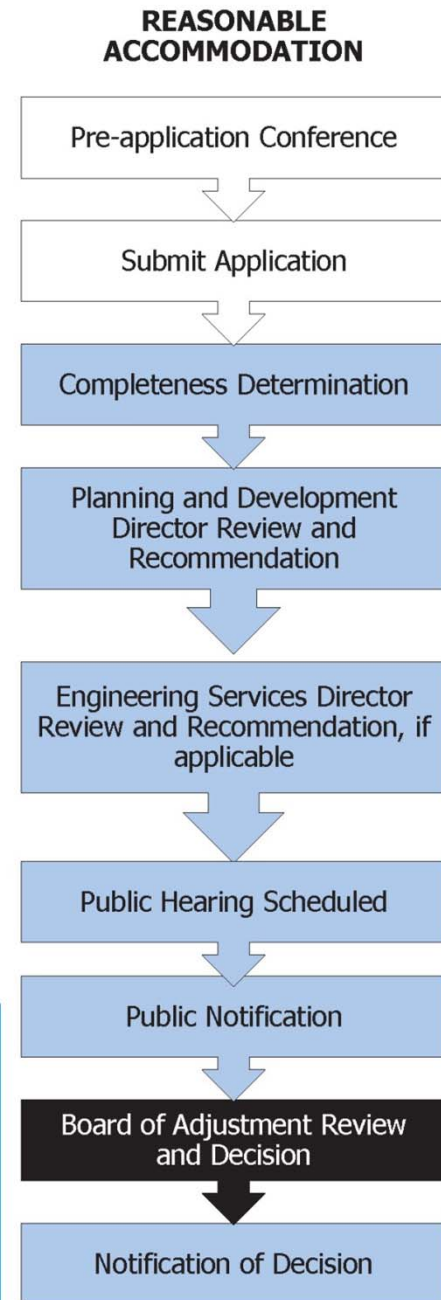 REASONABLE
ACCOMMODATION
Pre-application Conference
Submit Application
Completeness Determination
Planning and Development
Director Review and
Recommendation
Engineering Services Director
Review and Recommendation, if
applicable
Public Hearing Scheduled
Public Notification
Board of Adjustment Review
and Decision
Notification of Decision